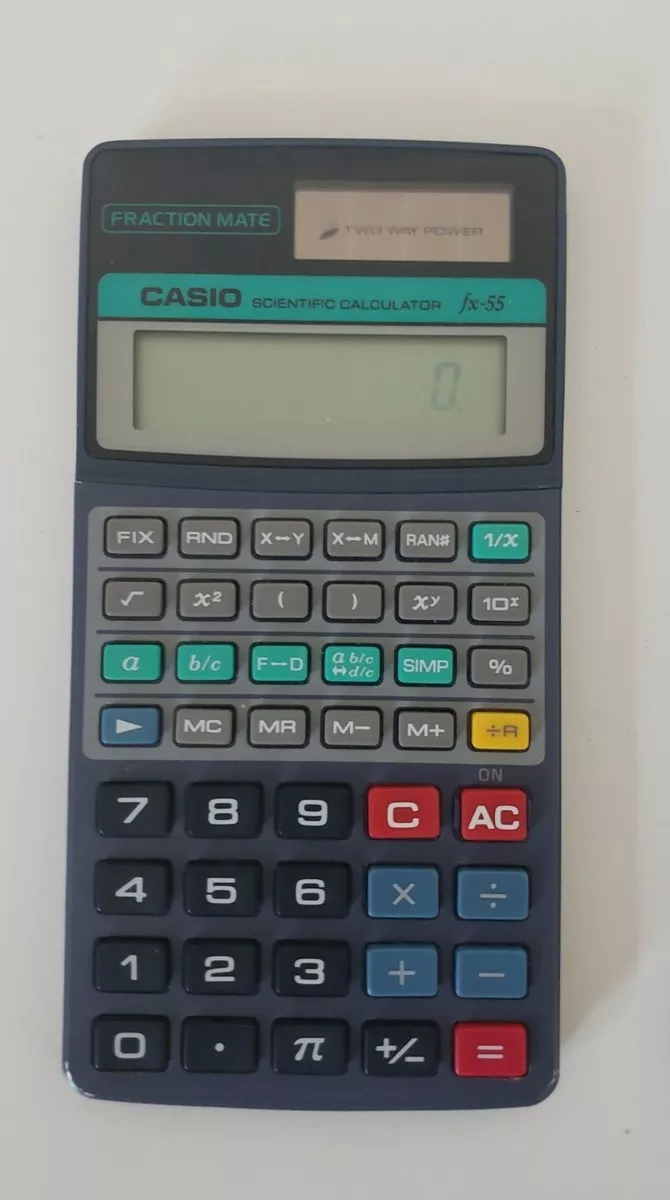 FRACTION MATE
TWO WAY POWER
CASIO SCIENTIFIC CALCULATOR fx-55
0.
FIX RND X↔Y X↔M RAN# 1/x
√ x² ( ) xʸ 10ˣ
a b/c F↔D a b/c ↔d/c SIMP %
► MC MR M− M+ ÷R
ON
7 8 9 C AC
4 5 6 × ÷
1 2 3 + −
0 · π +/− =